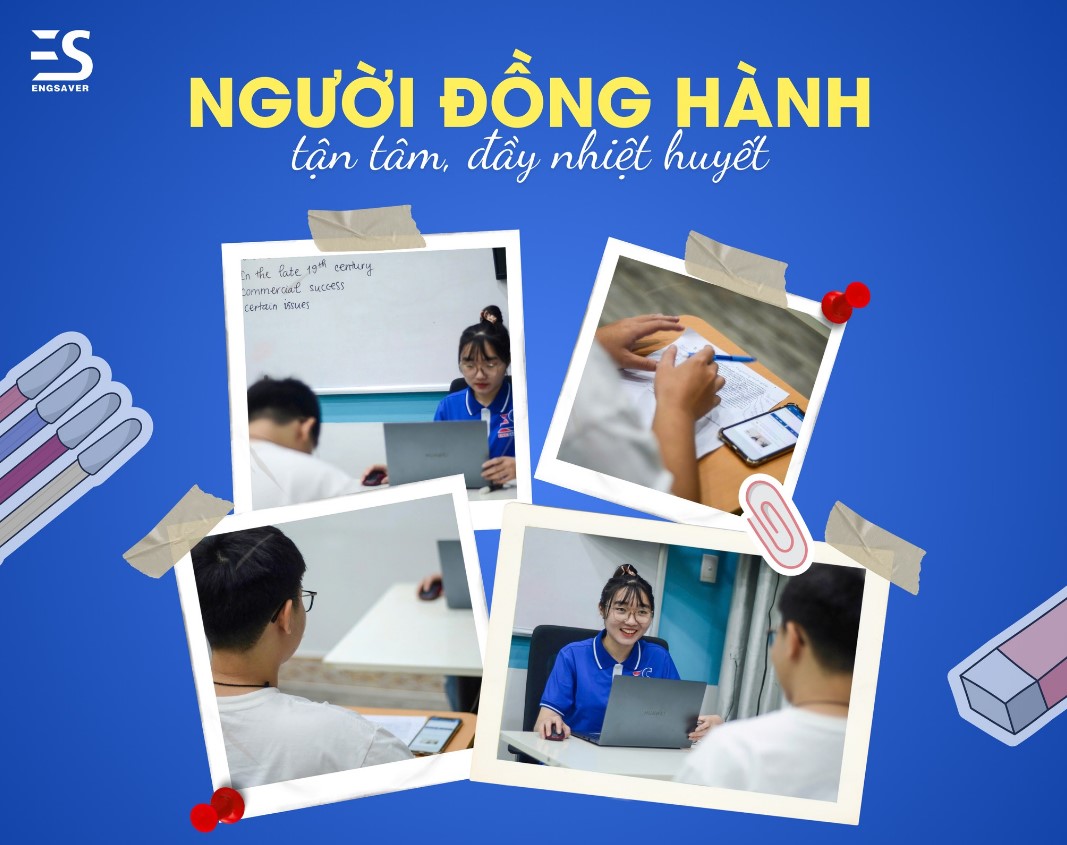 ES
ENGSAVER
NGƯỜI ĐỒNG HÀNH
tận tâm, đầy nhiệt huyết
In the late 19th century
commercial success
certain issues